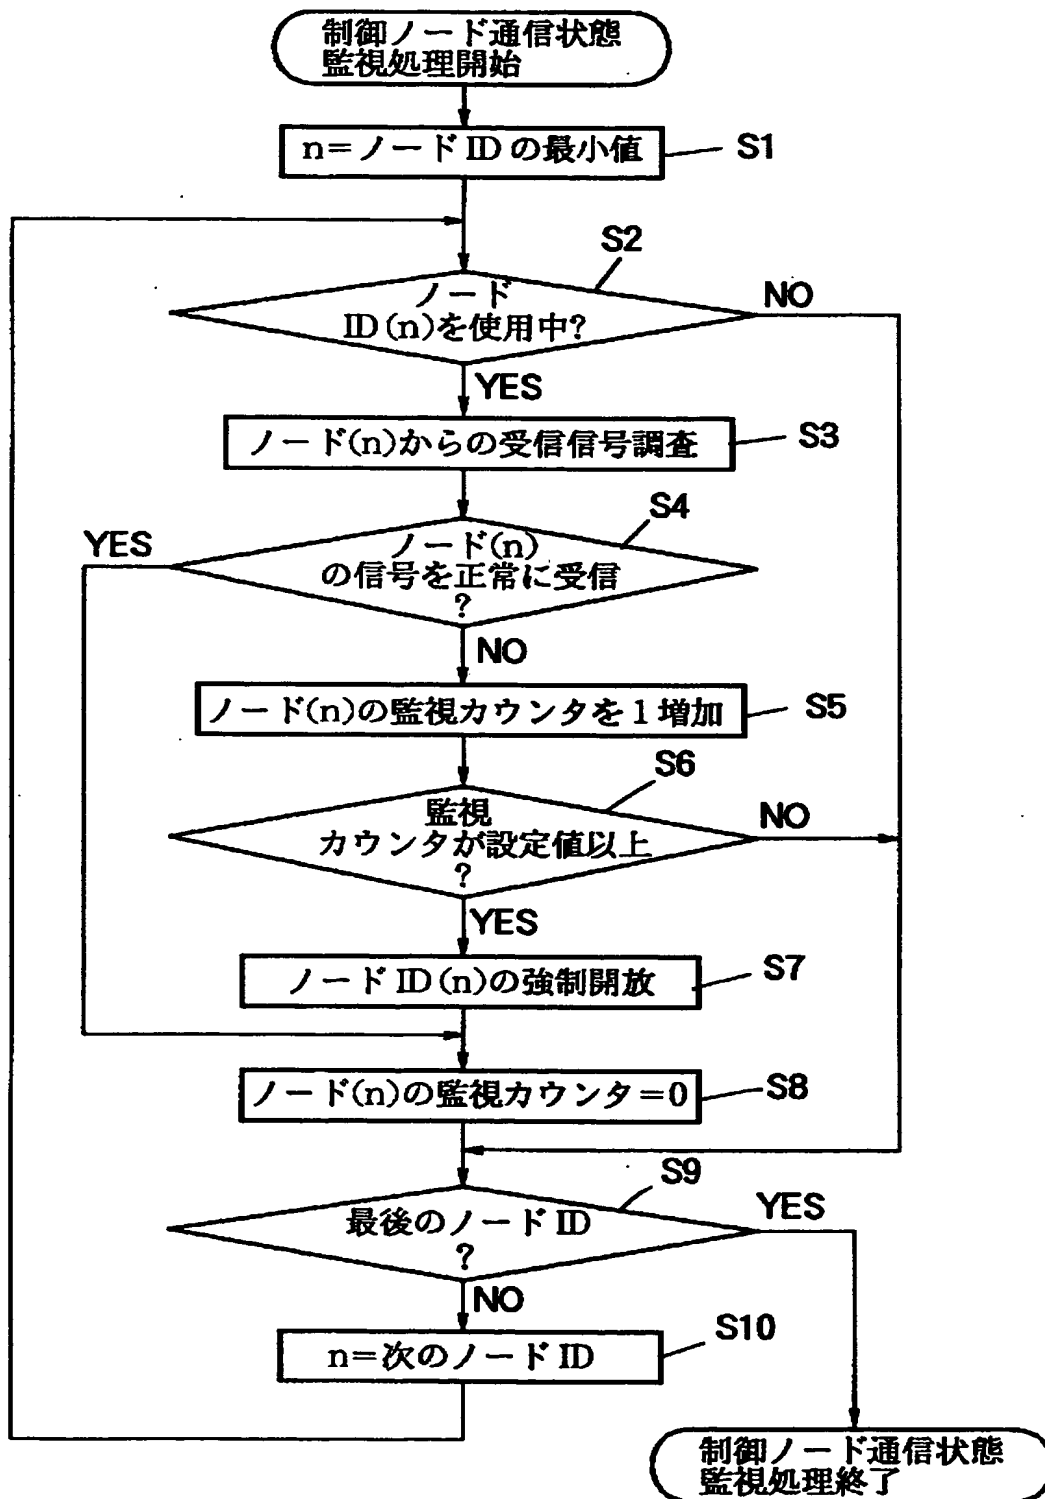 制御ノード通信状態
監視処理開始
n=ノードIDの最小値
S1
S2
ノード
ID(n)を使用中?
NO
YES
ノード(n)からの受信信号調査
S3
S4
YES
ノード(n)
の信号を正常に受信
?
NO
ノード(n)の監視カウンタを1増加
S5
S6
監視
カウンタが設定値以上
?
NO
YES
ノードID(n)の強制開放
S7
ノード(n)の監視カウンタ=0
S8
S9
最後のノードID
?
YES
NO
n=次のノードID
S10
制御ノード通信状態
監視処理終了